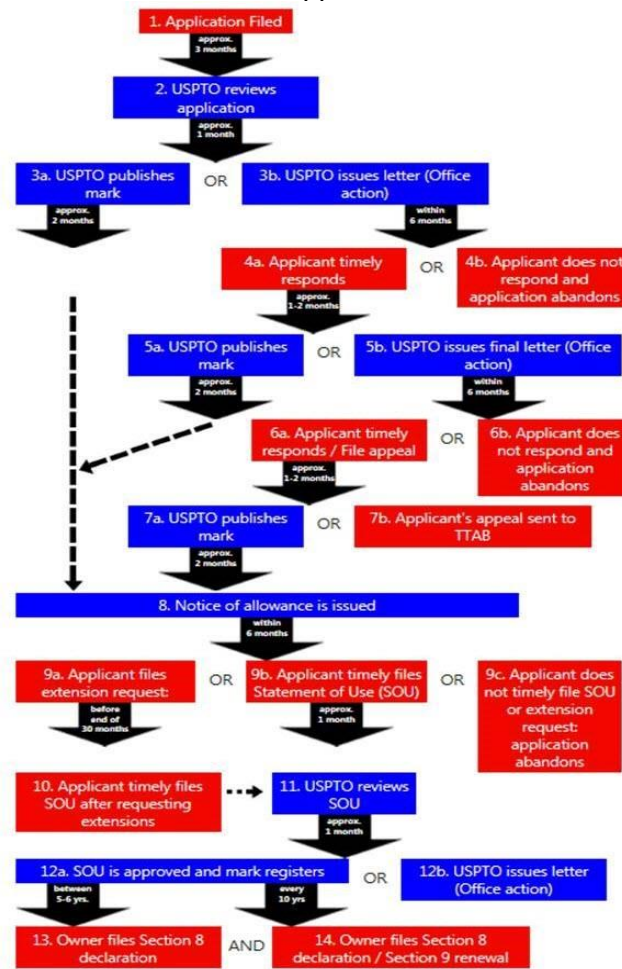 1. Application Filed
approx.
3 months
2. USPTO reviews
application
approx.
1 month
3a. USPTO publishes
mark
OR
3b. USPTO issues letter (Office
action)
approx.
2 months
within
6 months
4a. Applicant timely
responds
OR
4b. Applicant does not
respond and
application abandons
approx.
1-2 months
5a. USPTO publishes
mark
OR
5b. USPTO issues final letter (Office
action)
approx.
2 months
within
6 months
6a. Applicant timely
responds / File appeal
OR
6b. Applicant does
not respond and
application
abandons
approx.
1-2 months
7a. USPTO publishes
mark
OR
7b. Applicant's appeal sent to
TTAB
approx.
2 months
8. Notice of allowance is issued
within
6 months
9a. Applicant files
extension request:
OR
9b. Applicant timely files
Statement of Use (SOU)
OR
9c. Applicant does
not timely file SOU
or extension
request:
application
abandons
before
end of
30 months
approx.
1 month
10. Applicant timely files
SOU after requesting
extensions
11. USPTO reviews
SOU
approx.
1 month
12a. SOU is approved and mark registers
OR
12b. USPTO issues letter
(Office action)
between
5-6 yrs.
every
10 yrs
13. Owner files Section 8
declaration
AND
14. Owner files Section 8
declaration / Section 9 renewal